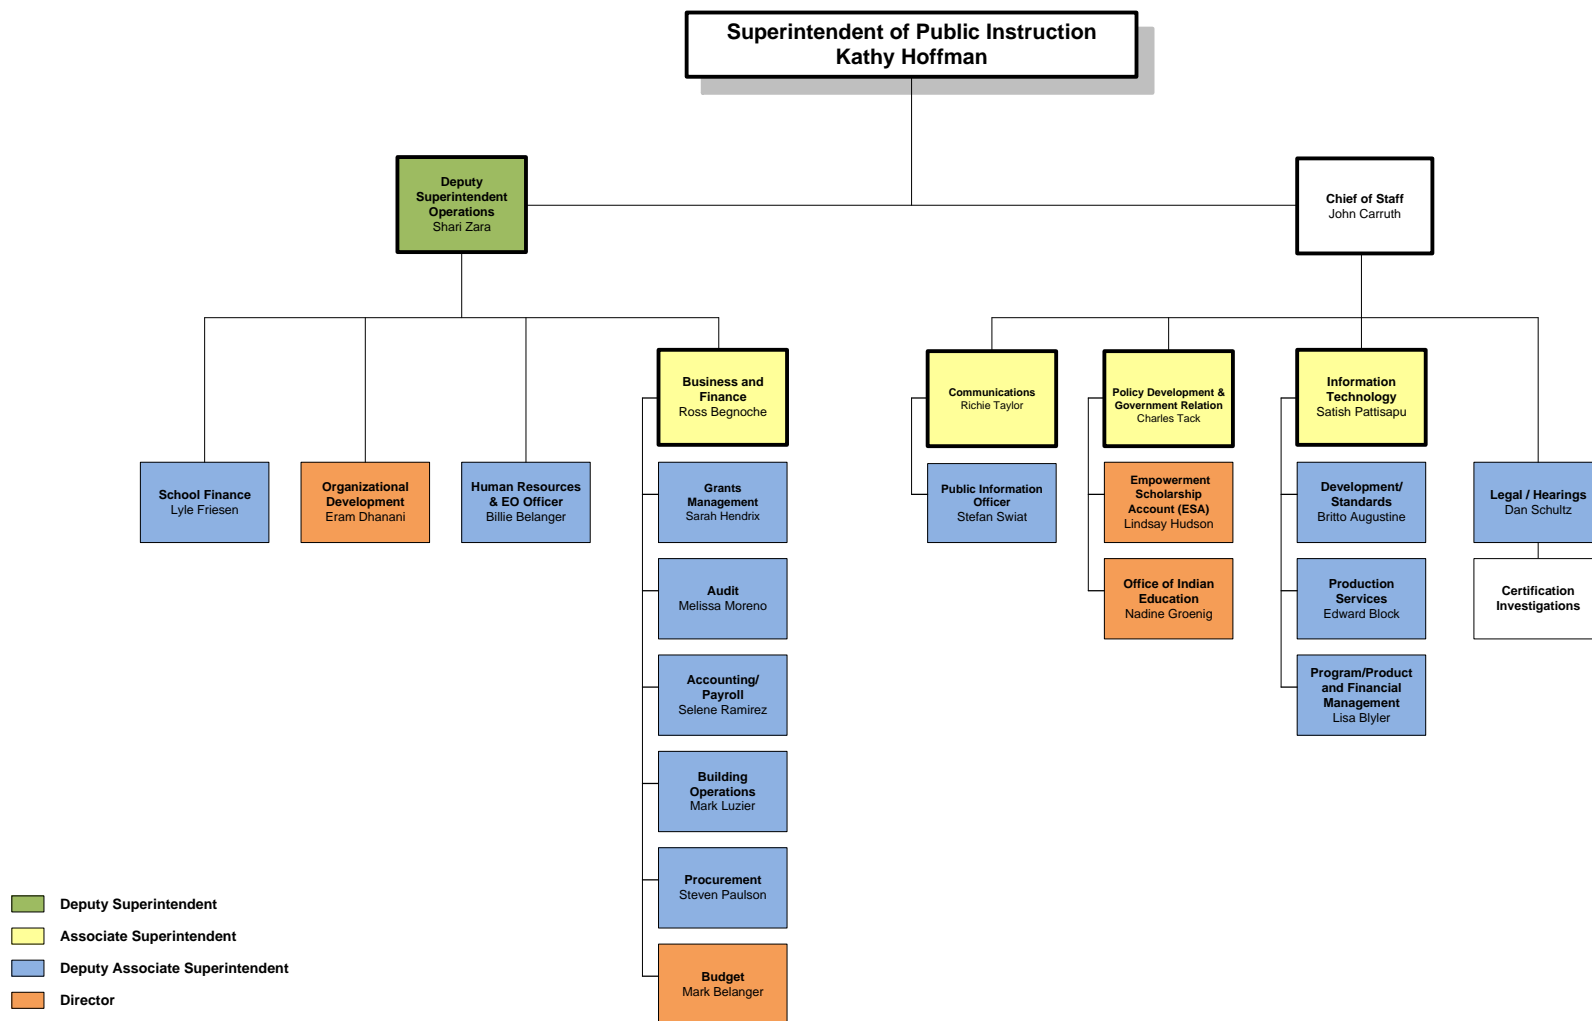 Superintendent of Public Instruction
Kathy Hoffman
Deputy
Superintendent
Operations
Shari Zara
Chief of Staff
John Carruth
Business and
Finance
Ross Begnoche
Communications
Richie Taylor
Policy Development &
Government Relation
Charles Tack
Information
Technology
Satish Pattisapu
School Finance
Lyle Friesen
Organizational
Development
Eram Dhanani
Human Resources
& EO Officer
Billie Belanger
Grants
Management
Sarah Hendrix
Public Information
Officer
Stefan Swiat
Empowerment
Scholarship
Account (ESA)
Lindsay Hudson
Development/
Standards
Britto Augustine
Legal / Hearings
Dan Schultz
Audit
Melissa Moreno
Office of Indian
Education
Nadine Groenig
Production
Services
Edward Block
Certification
Investigations
Accounting/
Payroll
Selene Ramirez
Program/Product
and Financial
Management
Lisa Blyler
Building
Operations
Mark Luzier
Procurement
Steven Paulson
Budget
Mark Belanger
Deputy Superintendent
Associate Superintendent
Deputy Associate Superintendent
Director